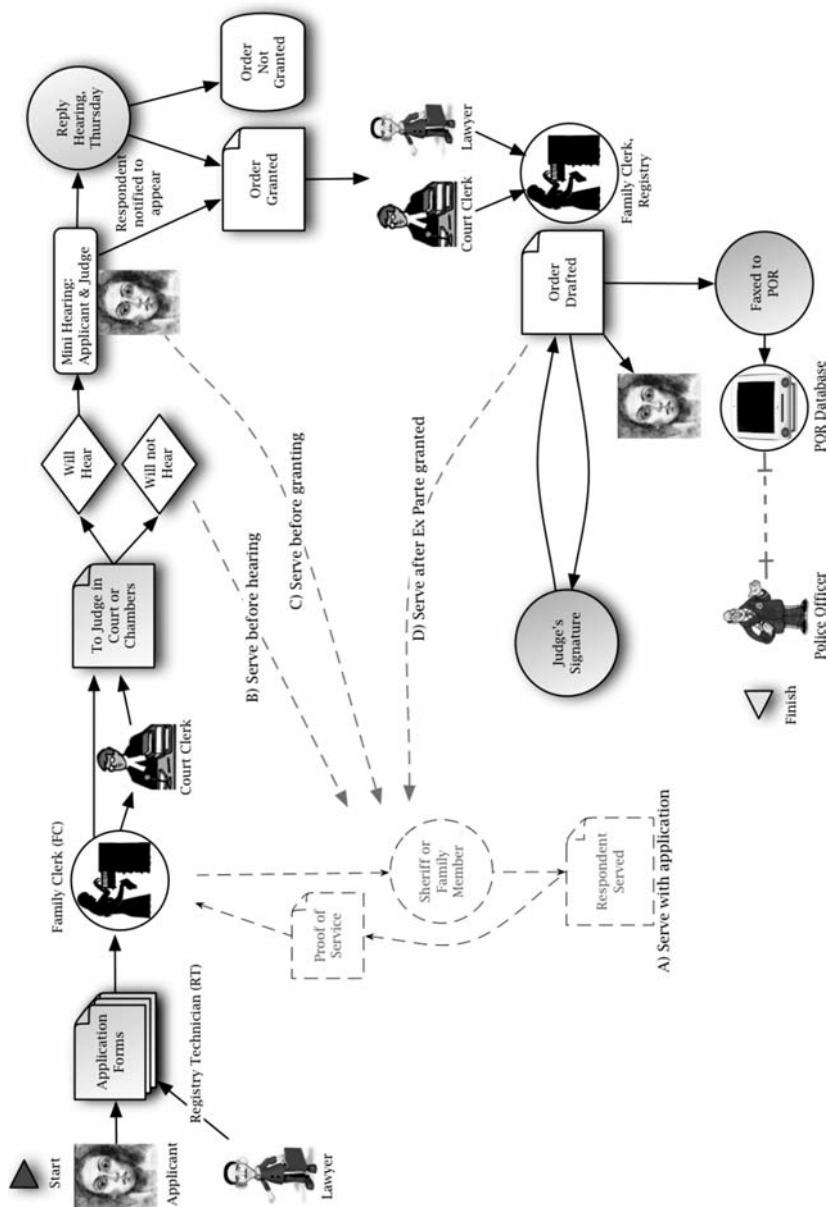 Start
Applicant
Lawyer
Application
Forms
Registry Technician (RT)
Family Clerk (FC)
Court Clerk
To Judge in
Court or
Chambers
Will
Hear
Will not
Hear
Mini Hearing:
Applicant & Judge
Reply
Hearing,
Thursday
Respondent
notified to
appear
Order
Not
Granted
Order
Granted
Court Clerk
Lawyer
Family Clerk,
Registry
Order
Drafted
Judge's
Signature
Faxed to
POR
POR Database
Police Officer
Finish
B) Serve before hearing
C) Serve before granting
D) Serve after Ex Parte granted
Sheriff or
Family
Member
Proof of
Service
Respondent
Served
A) Serve with application